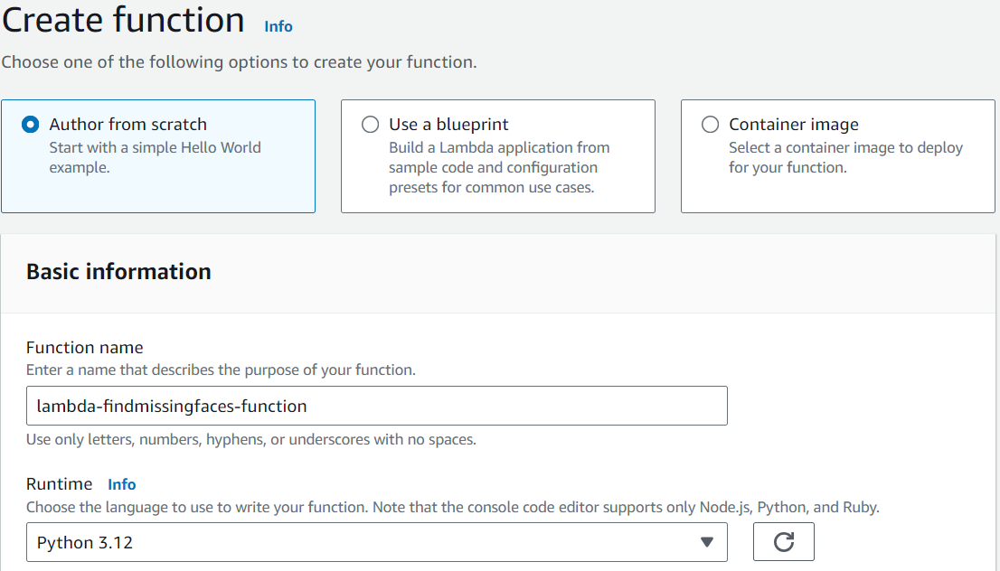 Create function Info
Choose one of the following options to create your function.
Author from scratch
Start with a simple Hello World
example.
Use a blueprint
Build a Lambda application from
sample code and configuration
presets for common use cases.
Container image
Select a container image to deploy
for your function.
Basic information
Function name
Enter a name that describes the purpose of your function.
lambda-findmissingfaces-function
Use only letters, numbers, hyphens, or underscores with no spaces.
Runtime Info
Choose the language to use to write your function. Note that the console code editor supports only Node.js, Python, and Ruby.
Python 3.12